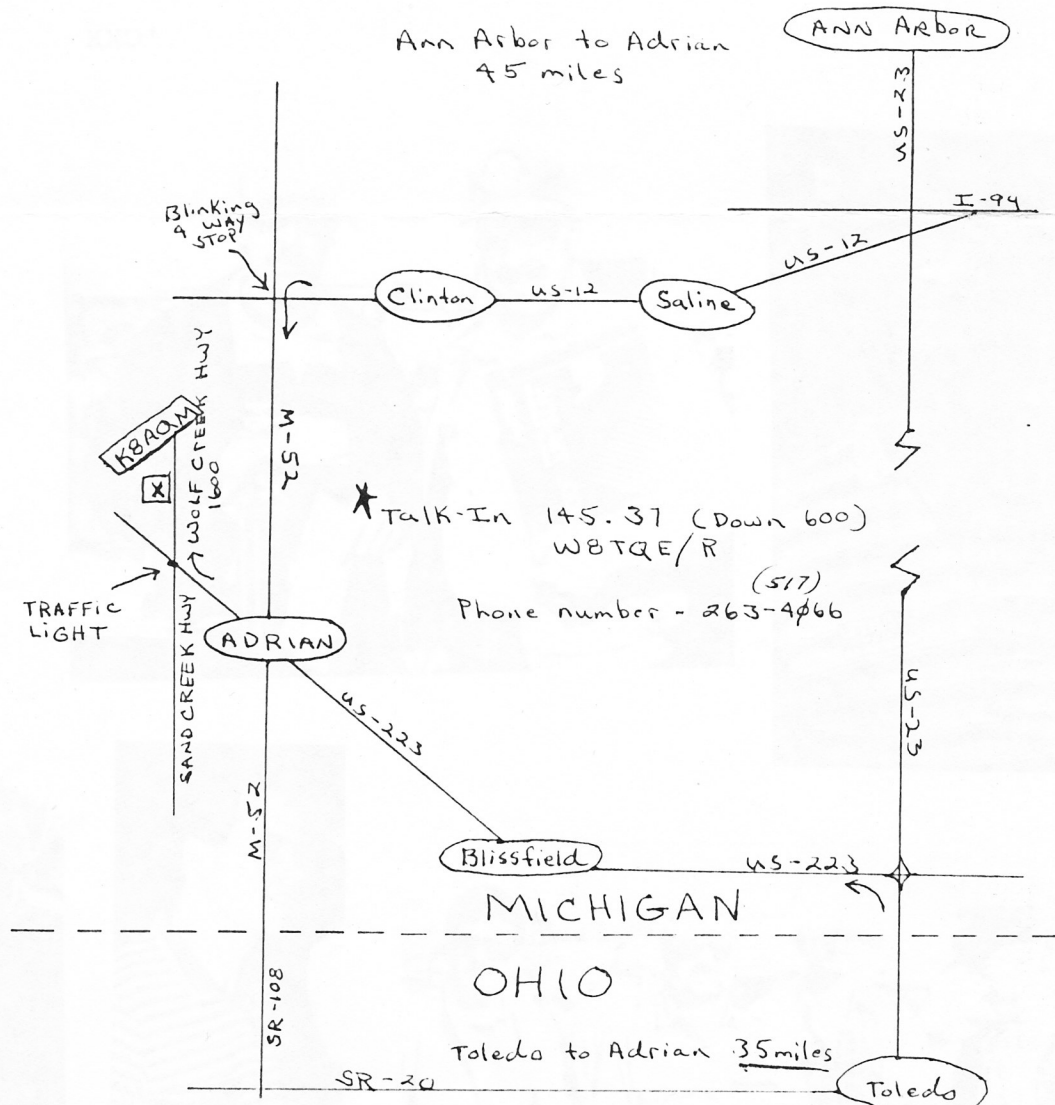 Ann Arbor to Adrian
45 miles
ANN ARBOR
US-23
I-94
US-12
Blinking
4 WAY
STOP
Clinton
US-12
Saline
M-52
K8AQM
WOLF CREEK HWY
1600
X
★ Talk-In 145.37 (Down 600)
W8TQE/R
(517)
Phone number - 263-4066
TRAFFIC
LIGHT
ADRIAN
SAND CREEK HWY
US-223
US-23
M-52
Blissfield
US-223
MICHIGAN
OHIO
SR-108
Toledo to Adrian 35 miles
SR-20
Toledo